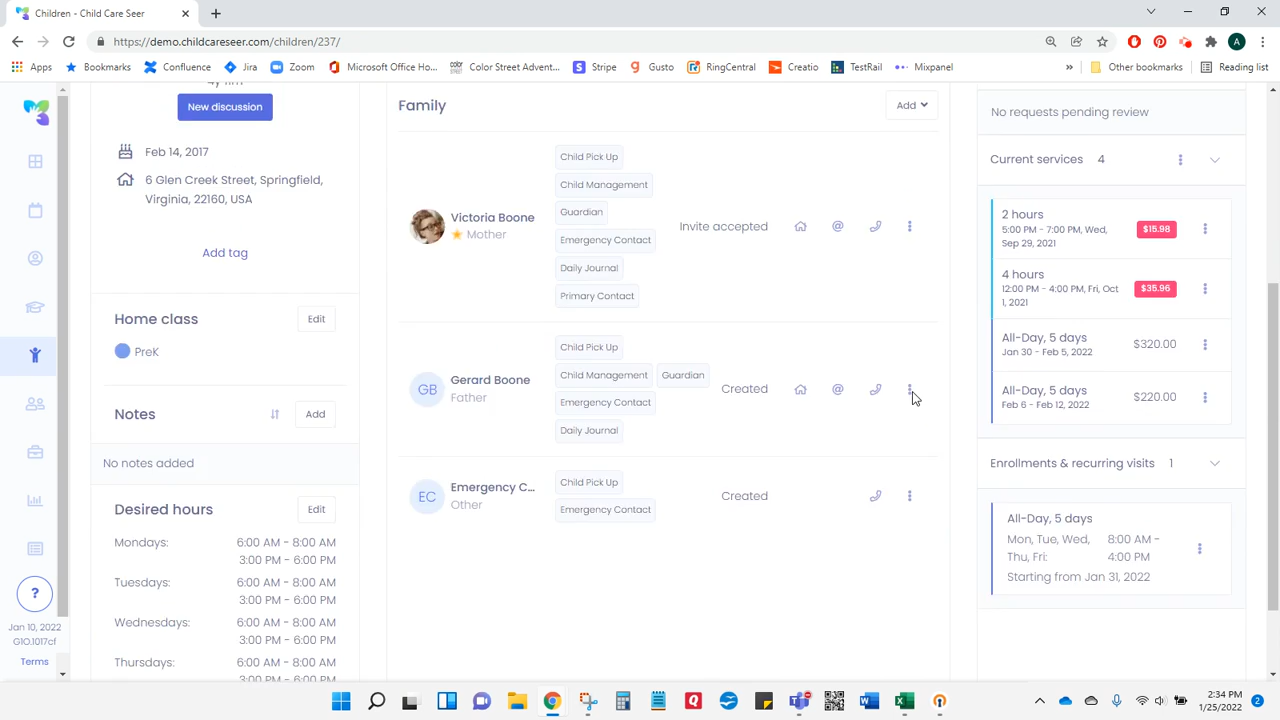 Children - Child Care Seer
https://demo.childcareseer.com/children/237/
A
Apps
Bookmarks
Confluence
Jira
Zoom
Microsoft Office Ho...
Color Street Advent...
Stripe
Gusto
RingCentral
Creatio
TestRail
Mixpanel
»
Other bookmarks
Reading list
New discussion
Feb 14, 2017
6 Glen Creek Street, Springfield,
Virginia, 22160, USA
Add tag
Home class
Edit
PreK
Notes
Add
No notes added
Desired hours
Edit
Mondays:
6:00 AM - 8:00 AM
3:00 PM - 6:00 PM
Tuesdays:
6:00 AM - 8:00 AM
3:00 PM - 6:00 PM
Wednesdays:
6:00 AM - 8:00 AM
3:00 PM - 6:00 PM
Thursdays:
6:00 AM - 8:00 AM
?
Jan 10, 2022
G1O.1017cf
Terms
Family
Add
Victoria Boone
Mother
Child Pick Up
Child Management
Guardian
Emergency Contact
Daily Journal
Primary Contact
Invite accepted
GB
Gerard Boone
Father
Child Pick Up
Child Management
Guardian
Emergency Contact
Daily Journal
Created
EC
Emergency C...
Other
Child Pick Up
Emergency Contact
Created
No requests pending review
Current services 4
2 hours
5:00 PM - 7:00 PM, Wed,
Sep 29, 2021
$15.98
4 hours
12:00 PM - 4:00 PM, Fri, Oct
1, 2021
$35.96
All-Day, 5 days
Jan 30 - Feb 5, 2022
$320.00
All-Day, 5 days
Feb 6 - Feb 12, 2022
$220.00
Enrollments & recurring visits 1
All-Day, 5 days
Mon, Tue, Wed,
Thu, Fri:
8:00 AM -
4:00 PM
Starting from Jan 31, 2022
2:34 PM
1/25/2022
2